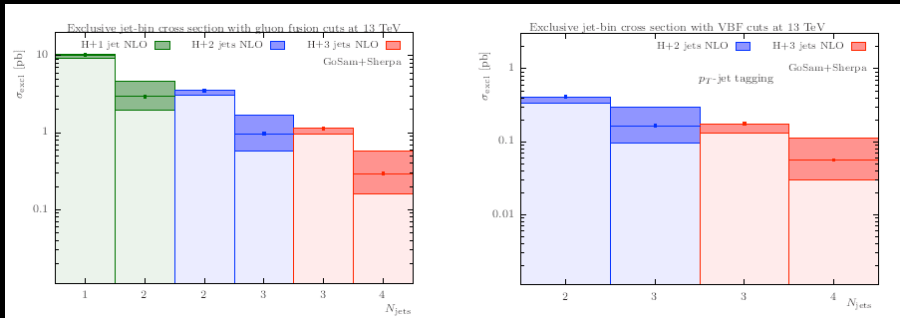 Exclusive jet-bin cross section with gluon fusion cuts at 13 TeV
H+1 jet NLO H+2 jets NLO H+3 jets NLO
GoSam+Sherpa
σexcl [pb]
10
1
0.1
1 2 2 3 3 4
Njets
Exclusive jet-bin cross section with VBF cuts at 13 TeV
H+2 jets NLO H+3 jets NLO
GoSam+Sherpa
pT-jet tagging
σexcl [pb]
1
0.1
0.01
2 3 3 4
Njets